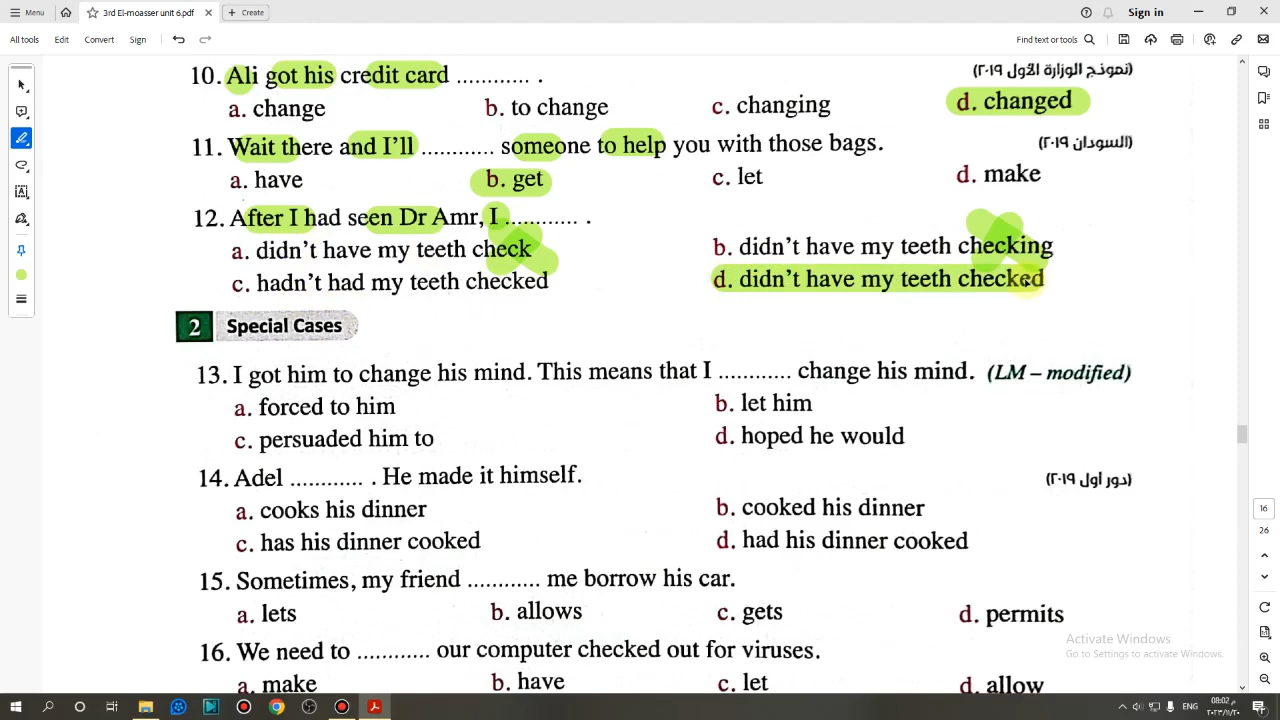 Menu
3rd El-moasser unit 6.pdf
Create
Sign in
All tools Edit Convert Sign
Find text or tools
10. Ali got his credit card ............ .
(نموذج الوزارة الأول ٢٠١٩)
a. change b. to change c. changing d. changed
11. Wait there and I'll ............ someone to help you with those bags.
(السودان ٢٠١٩)
a. have b. get c. let d. make
12. After I had seen Dr Amr, I ............ .
a. didn't have my teeth check b. didn't have my teeth checking
c. hadn't had my teeth checked d. didn't have my teeth checked
2 Special Cases
13. I got him to change his mind. This means that I ............ change his mind. (LM – modified)
a. forced to him b. let him
c. persuaded him to d. hoped he would
14. Adel ............ . He made it himself.
(دور أول ٢٠١٩)
a. cooks his dinner b. cooked his dinner
c. has his dinner cooked d. had his dinner cooked
15. Sometimes, my friend ............ me borrow his car.
a. lets b. allows c. gets d. permits
16. We need to ............ our computer checked out for viruses.
a. make b. have c. let d. allow
16
26
Activate Windows
Go to Settings to activate Windows.
ENG
08:02 م